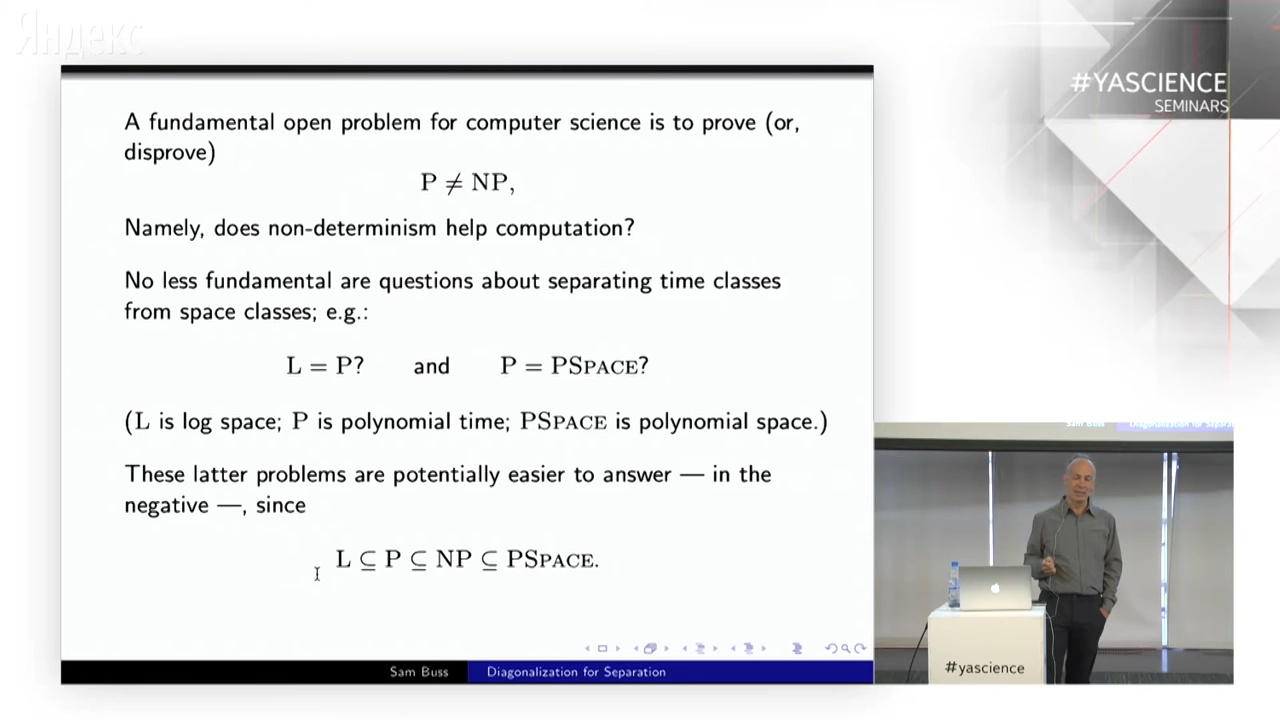 Яндекс
#YASCIENCE
SEMINARS
A fundamental open problem for computer science is to prove (or,
disprove)
P ≠ NP,
Namely, does non-determinism help computation?
No less fundamental are questions about separating time classes
from space classes; e.g.:
L = P? and P = PSPACE?
(L is log space; P is polynomial time; PSPACE is polynomial space.)
These latter problems are potentially easier to answer — in the
negative —, since
L ⊆ P ⊆ NP ⊆ PSPACE.
Sam Buss Diagonalization for Separation
Sam Buss
#yascience